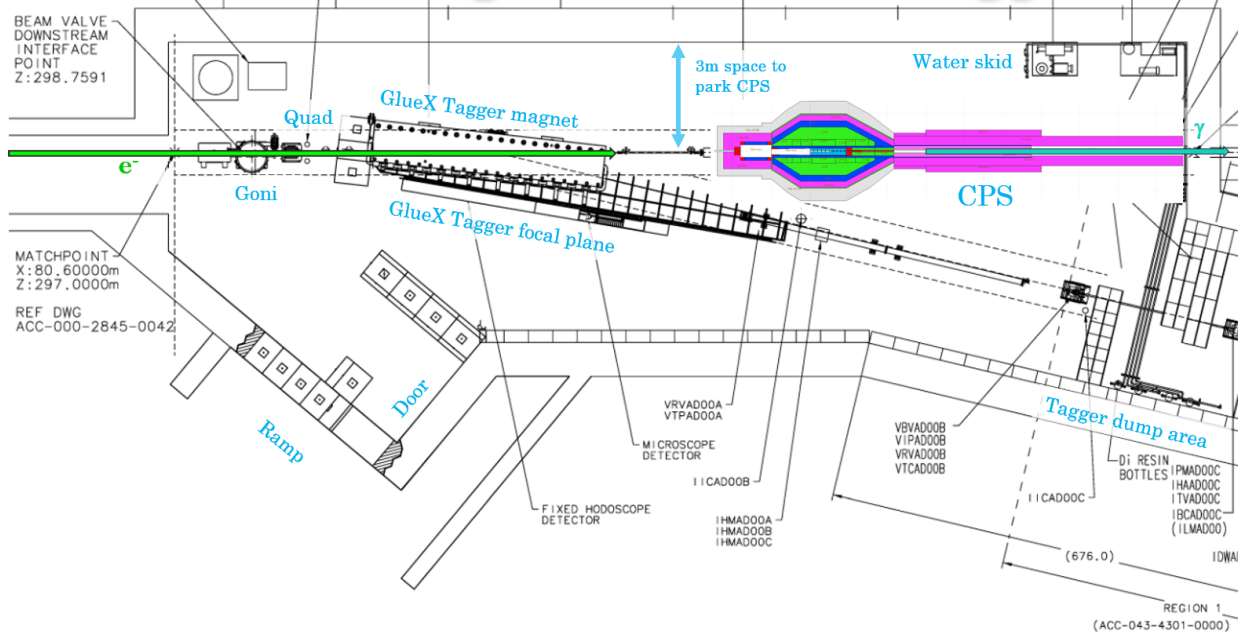 BEAM VALVE
DOWNSTREAM
INTERFACE
POINT
Z:298.7591
Quad
GlueX Tagger magnet
3m space to
park CPS
Water skid
e-
γ
Goni
GlueX Tagger focal plane
CPS
MATCHPOINT
X:80.60000m
Z:297.0000m
REF DWG
ACC-000-2845-0042
Ramp
Door
VRVAD00A
VTPAD00A
MICROSCOPE
DETECTOR
IICAD00B
FIXED HODOSCOPE
DETECTOR
IHMAD00A
IHMAD00B
IHMAD00C
VBVAD00B
VIPAD00B
VRVAD00B
VTCAD00B
Tagger dump area
IICAD00C
Di RESIN
BOTTLES
IPMAD00C
IHAAD00C
ITVAD00C
IBCAD00C
(ILMAD00)
(676.0)
IDWA
REGION 1
(ACC-043-4301-0000)